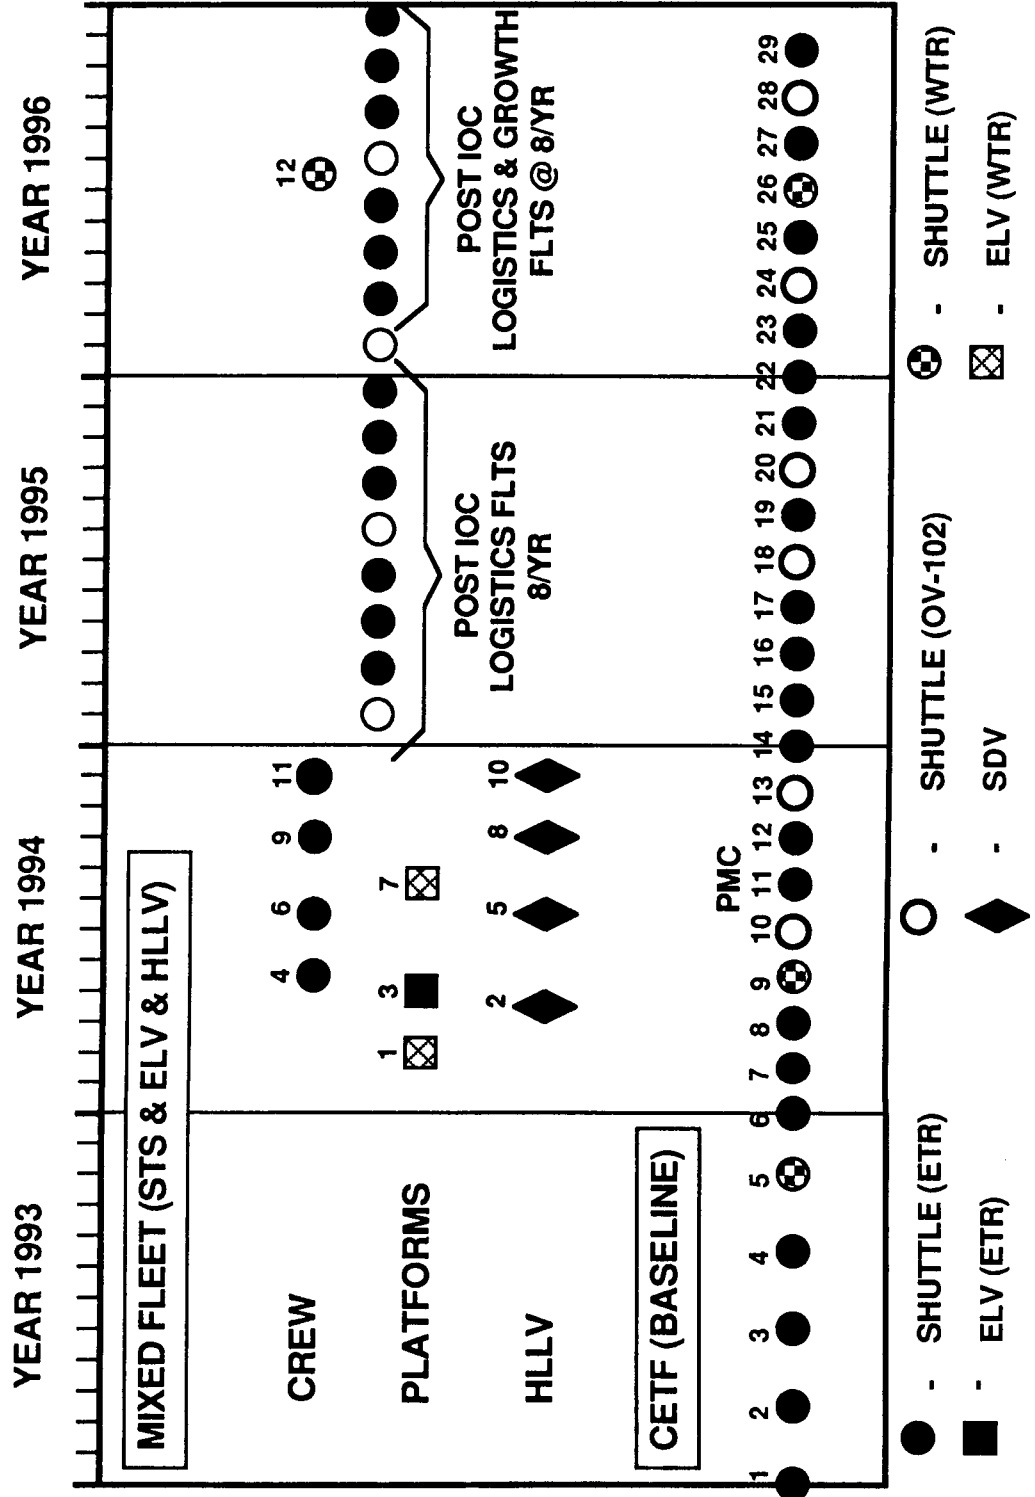 YEAR 1993
YEAR 1994
YEAR 1995
YEAR 1996
MIXED FLEET (STS & ELV & HLLV)
CREW
4
6
9
11
12
PLATFORMS
1
3
7
HLLV
2
5
8
10
POST IOC
LOGISTICS FLTS
8/YR
POST IOC
LOGISTICS & GROWTH
FLTS @ 8/YR
CETF (BASELINE)
PMC
1 2 3 4 5 6 7 8 9 10 11 12 13 14 15 16 17 18 19 20 21 22 23 24 25 26 27 28 29
- SHUTTLE (ETR)
- SHUTTLE (OV-102)
- SHUTTLE (WTR)
- ELV (ETR)
- SDV
- ELV (WTR)